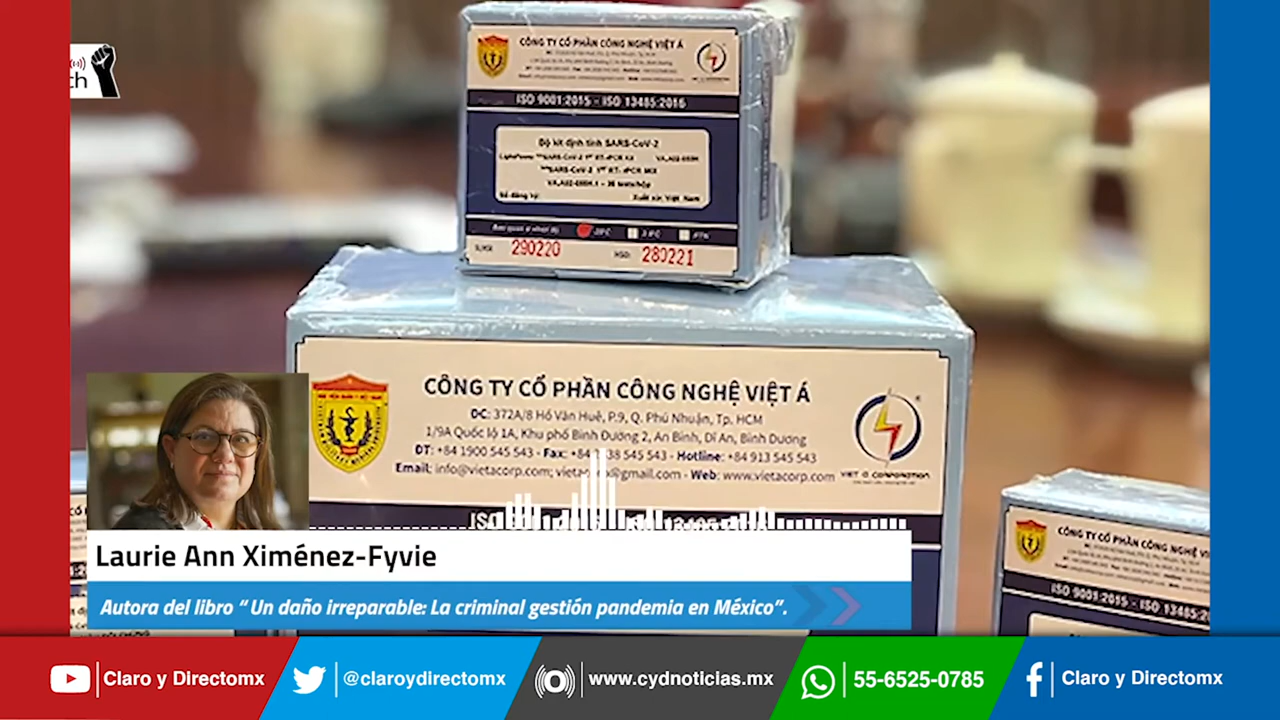 th
CÔNG TY CỔ PHẦN CÔNG NGHỆ VIỆT Á
ISO 9001:2015 - ISO 13485:2016
Bộ kit định tính SARS-CoV-2
Xuất xứ: Việt Nam
290220
280221
CÔNG TY CỔ PHẦN CÔNG NGHỆ VIỆT Á
ĐC: 372A/8 Hồ Văn Huê, P.9, Q. Phú Nhuận, Tp. HCM
1/9A Quốc lộ 1A, Khu phố Bình Đường 2, An Bình, Dĩ An, Bình Dương
ĐT: +84 1900 545 543 - Fax: 545 543 - Hotline: +84 913 545 543
Email: info@vietacorp.com; @gmail.com - Web: www.vietacorp.com
VIET A CORPORATION
ISO
CÔNG TY CỔ PHẦN CÔNG
ISO 9001:2015 - ISO 13485:2
Laurie Ann Ximénez-Fyvie
Autora del libro “ Un daño irreparable: La criminal gestión pandemia en México”.
Claro y Directomx
@claroydirectomx
www.cydnoticias.mx
55-6525-0785
Claro y Directomx